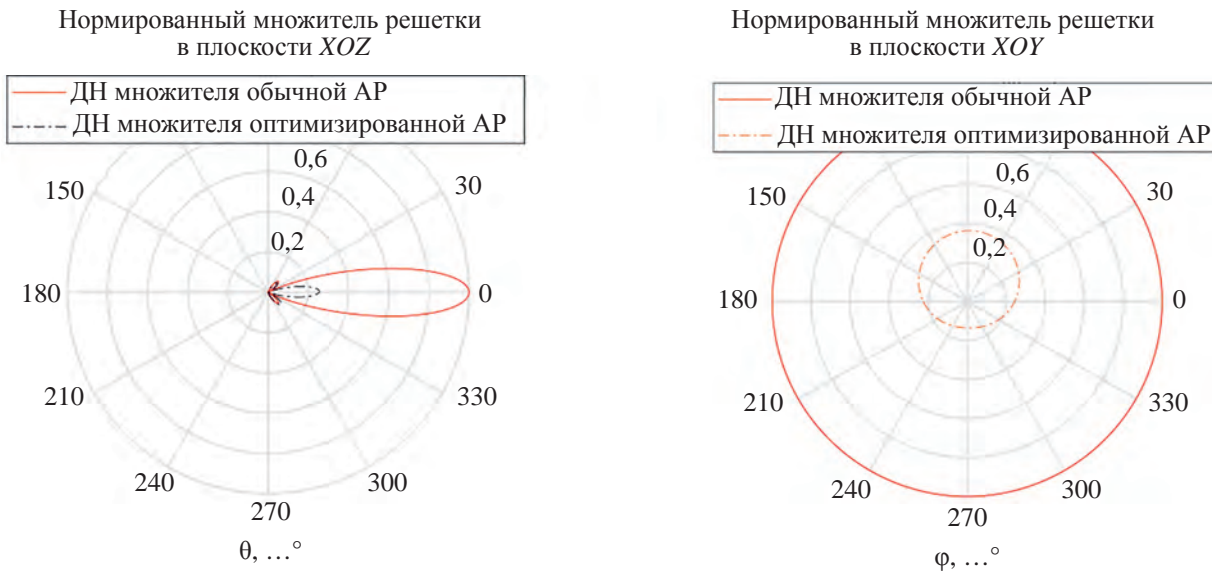 Нормированный множитель решетки
в плоскости XOZ
ДН множителя обычной АР
ДН множителя оптимизированной АР
0,6
0,4
0,2
150
30
180
0
210
330
240
300
270
θ, …°
Нормированный множитель решетки
в плоскости XOY
ДН множителя обычной АР
ДН множителя оптимизированной АР
0,6
0,4
0,2
150
30
180
0
210
330
240
300
270
φ, …°